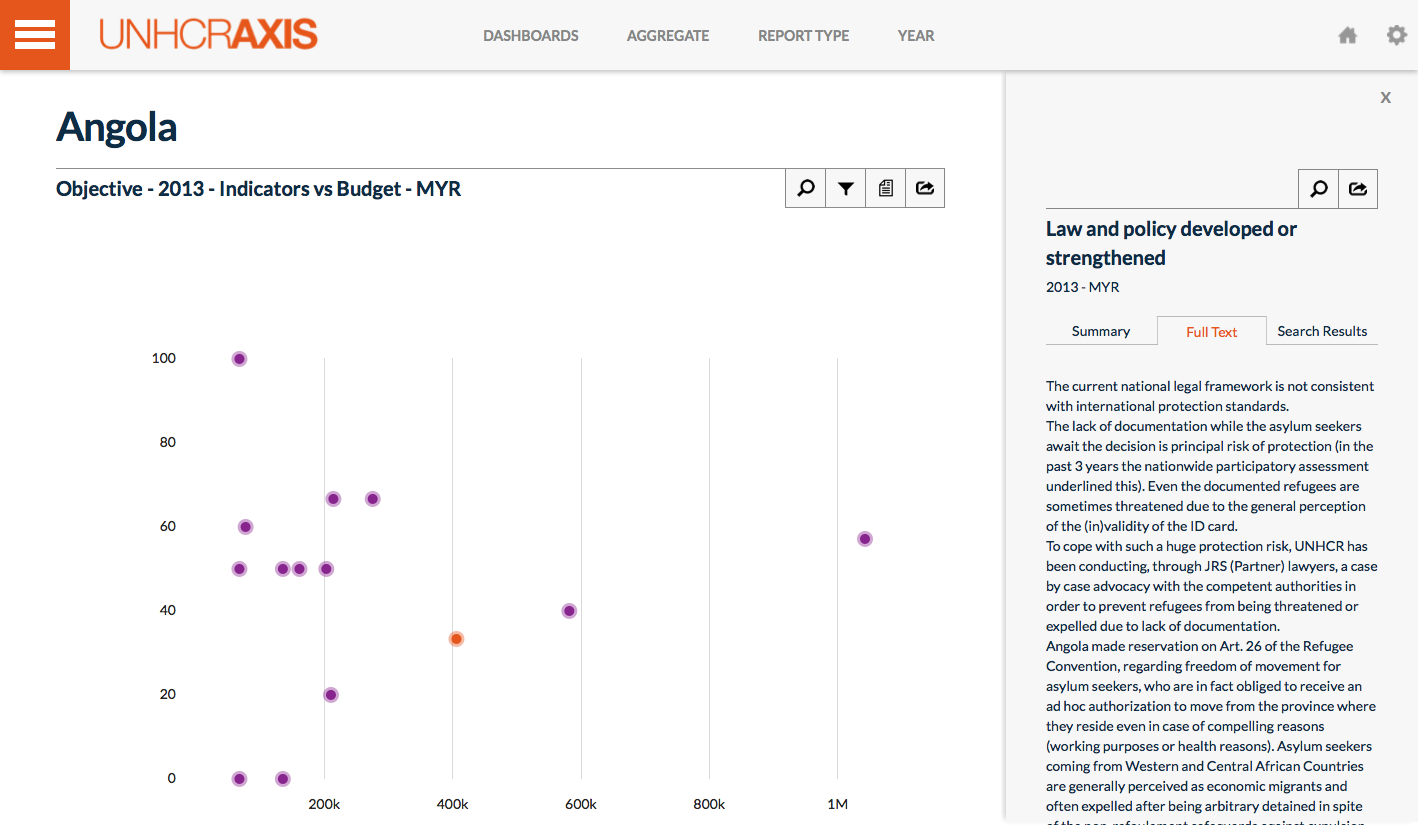 UNHCRAXIS
DASHBOARDS AGGREGATE REPORT TYPE YEAR
X
Angola
Objective - 2013 - Indicators vs Budget - MYR
100
80
60
40
20
0
200k 400k 600k 800k 1M
Law and policy developed or
strengthened
2013 - MYR
Summary Full Text Search Results
The current national legal framework is not consistent
with international protection standards.
The lack of documentation while the asylum seekers
await the decision is principal risk of protection (in the
past 3 years the nationwide participatory assessment
underlined this). Even the documented refugees are
sometimes threatened due to the general perception
of the (in)validity of the ID card.
To cope with such a huge protection risk, UNHCR has
been conducting, through JRS (Partner) lawyers, a case
by case advocacy with the competent authorities in
order to prevent refugees from being threatened or
expelled due to lack of documentation.
Angola made reservation on Art. 26 of the Refugee
Convention, regarding freedom of movement for
asylum seekers, who are in fact obliged to receive an
ad hoc authorization to move from the province where
they reside even in case of compelling reasons
(working purposes or health reasons). Asylum seekers
coming from Western and Central African Countries
are generally perceived as economic migrants and
often expelled after being arbitrary detained in spite